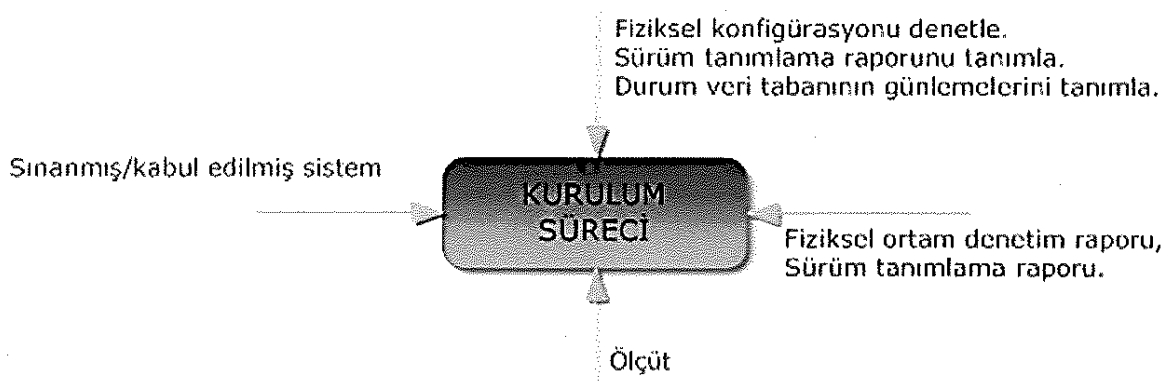 Fiziksel konfigürasyonu denetle.
Sürüm tanımlama raporunu tanımla.
Durum veri tabanının günlemelerini tanımla.
Sınanmış/kabul edilmiş sistem
KURULUM
SÜRECİ
Fiziksel ortam denetim raporu,
Sürüm tanımlama raporu.
Ölçüt